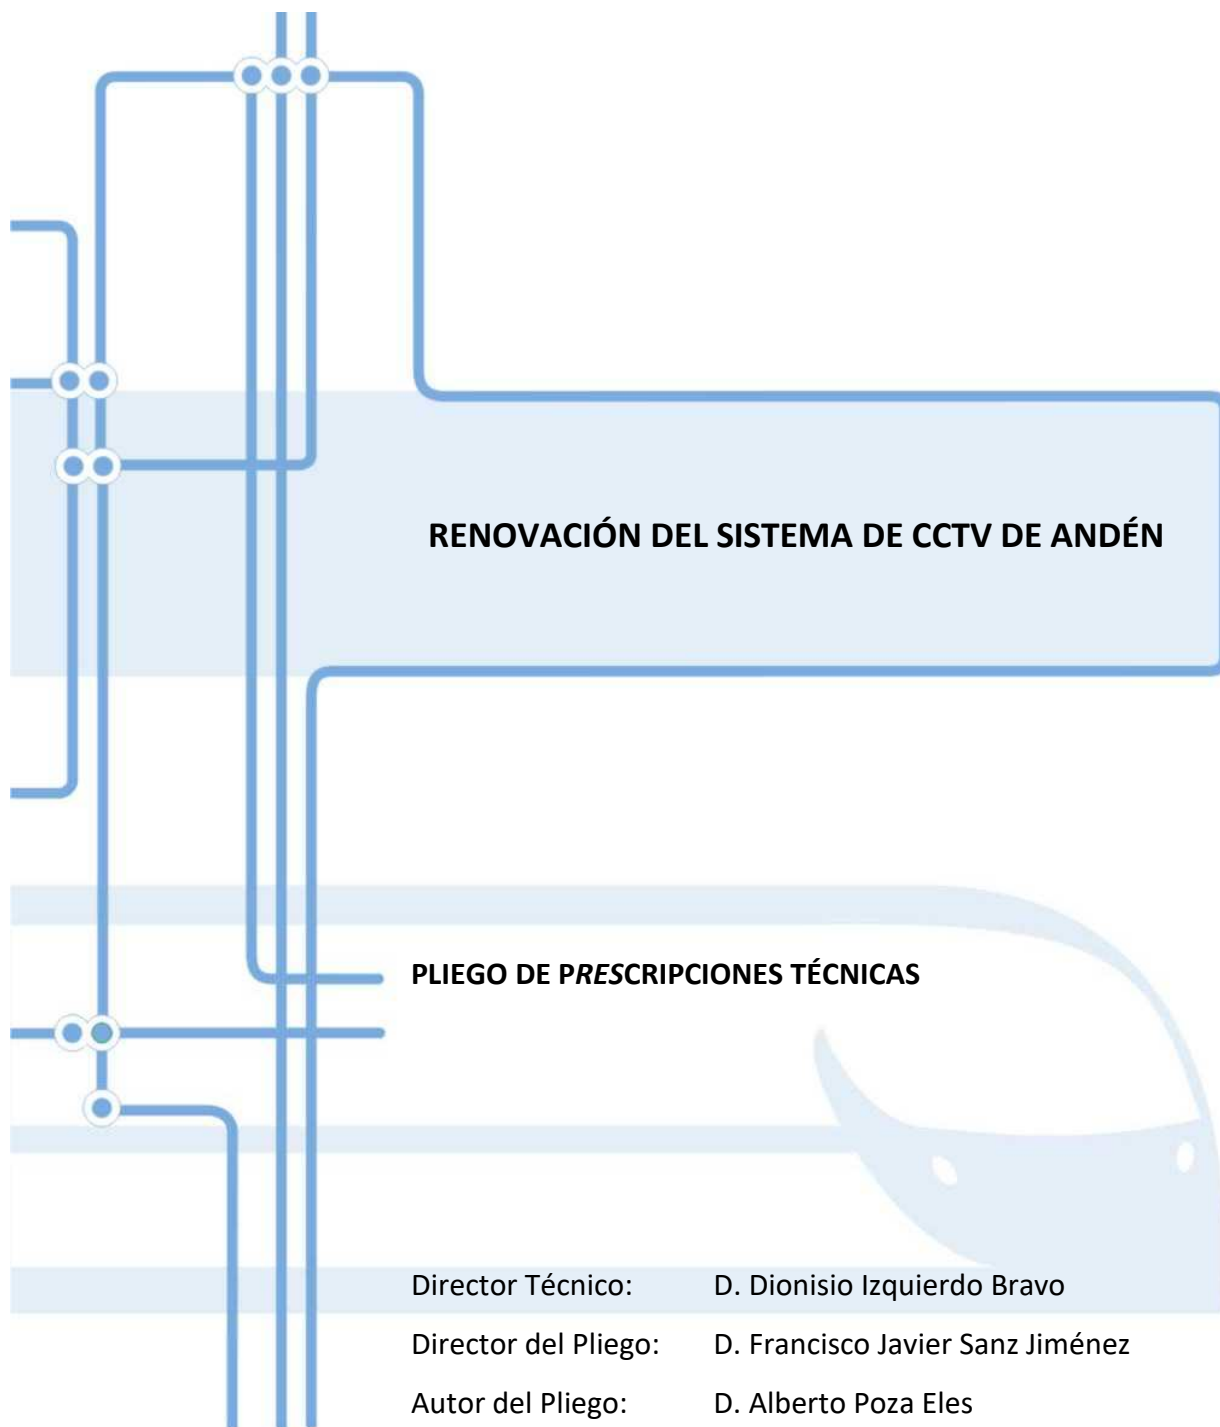 RENOVACIÓN DEL SISTEMA DE CCTV DE ANDÉN
PLIEGO DE PRESCRIPCIONES TÉCNICAS
Director Técnico: D. Dionisio Izquierdo Bravo
Director del Pliego: D. Francisco Javier Sanz Jiménez
Autor del Pliego: D. Alberto Poza Eles